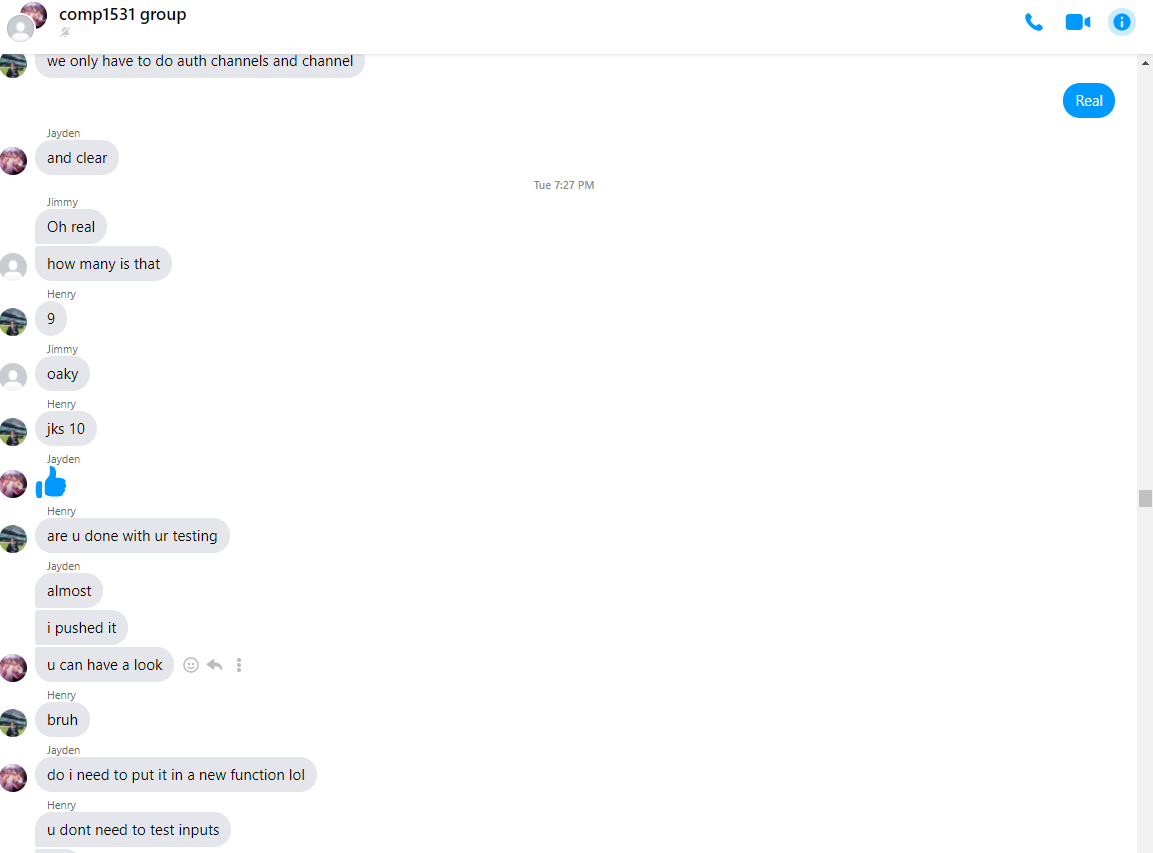 comp1531 group
we only have to do auth channels and channel
Real
Jayden
and clear
Tue 7:27 PM
Jimmy
Oh real
how many is that
Henry
9
Jimmy
oaky
Henry
jks 10
Jayden
Henry
are u done with ur testing
Jayden
almost
i pushed it
u can have a look
Henry
bruh
Jayden
do i need to put it in a new function lol
Henry
u dont need to test inputs